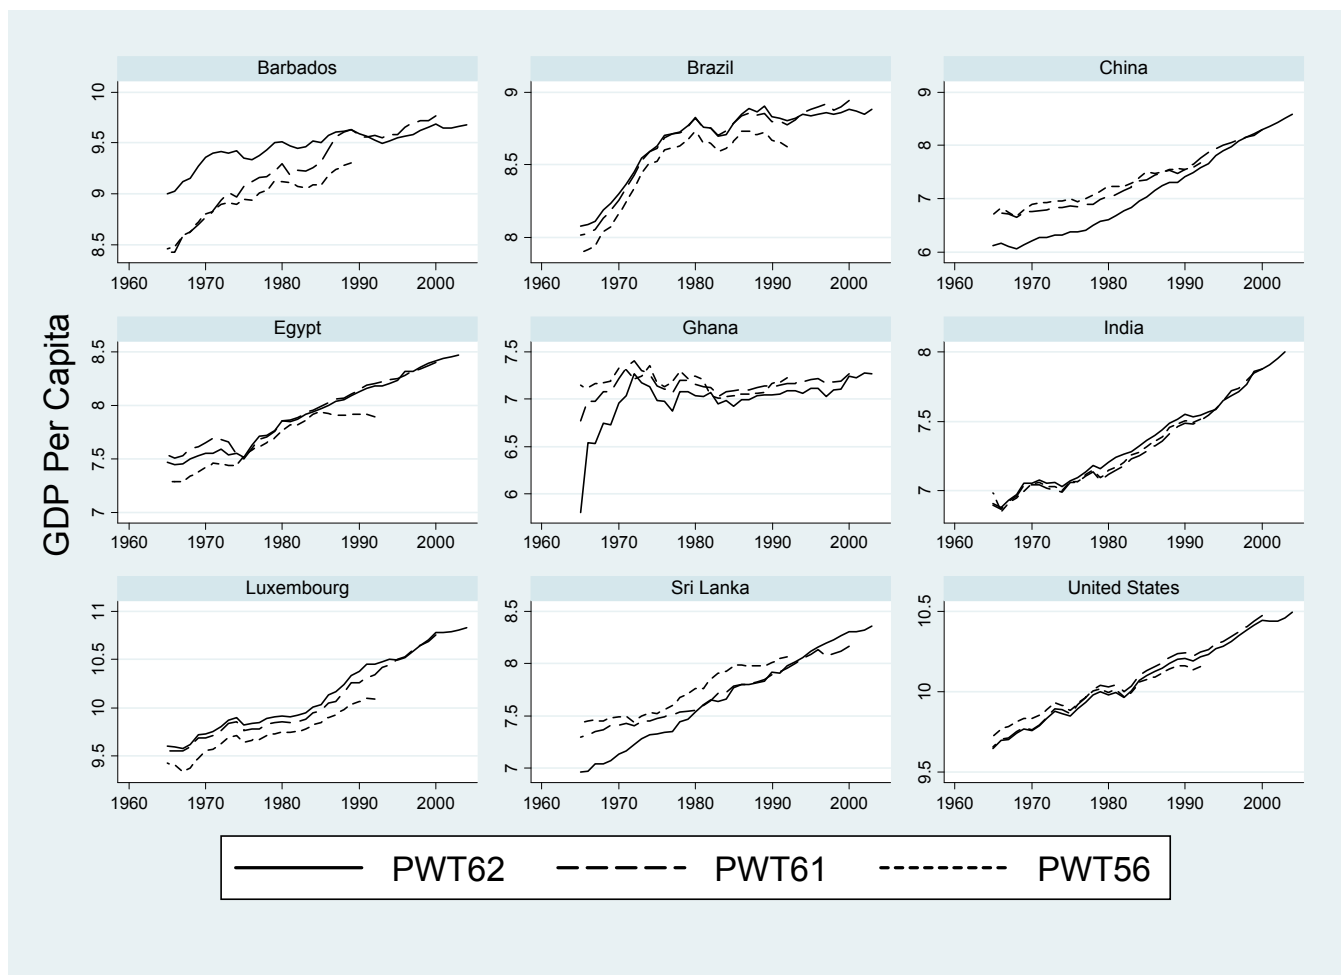 GDP Per Capita
Barbados
10
9.5
9
8.5
1960 1970 1980 1990 2000
Brazil
9
8.5
8
1960 1970 1980 1990 2000
China
9
8
7
6
1960 1970 1980 1990 2000
Egypt
8.5
8
7.5
7
1960 1970 1980 1990 2000
Ghana
7.5
7
6.5
6
1960 1970 1980 1990 2000
India
8
7.5
7
1960 1970 1980 1990 2000
Luxembourg
11
10.5
10
9.5
1960 1970 1980 1990 2000
Sri Lanka
8.5
8
7.5
7
1960 1970 1980 1990 2000
United States
10.5
10
9.5
1960 1970 1980 1990 2000
PWT62 PWT61 PWT56